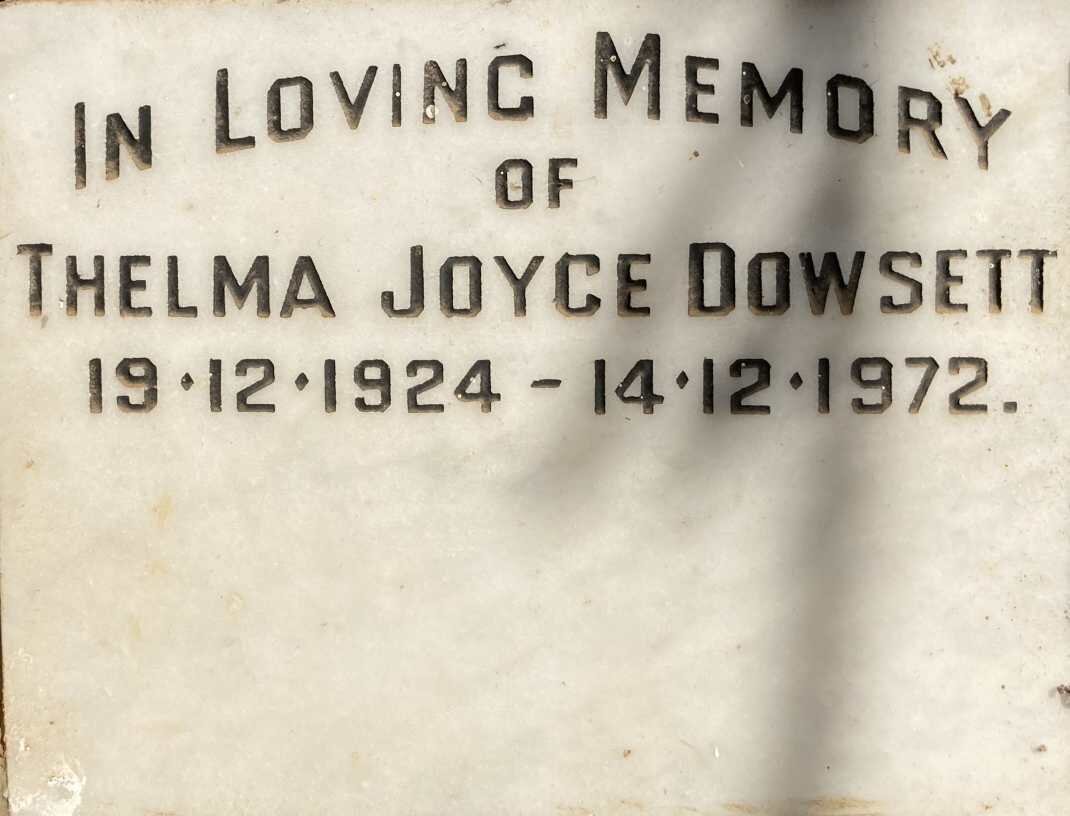 IN LOVING MEMORY
OF
THELMA JOYCE DOWSETT
19·12·1924 - 14·12·1972.